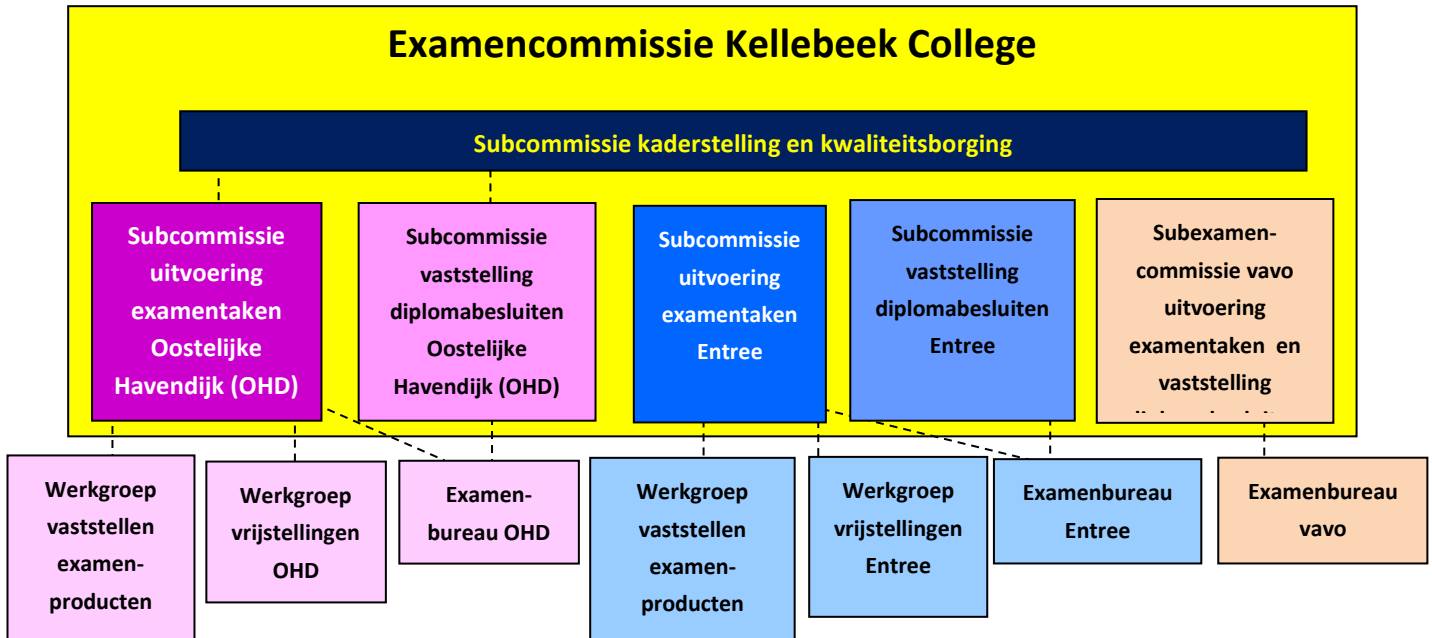 Examencommissie Kellebeek College
Subcommissie kaderstelling en kwaliteitsborging
Subcommissie
uitvoering
examentaken
Oostelijke
Havendijk (OHD)
Subcommissie
vaststelling
diplomabesluiten
Oostelijke
Havendijk (OHD)
Subcommissie
uitvoering
examentaken
Entree
Subcommissie
vaststelling
diplomabesluiten
Entree
Subexamen-
commissie vavo
uitvoering
examentaken en
vaststelling
Werkgroep
vaststellen
examen-
producten
Werkgroep
vrijstellingen
OHD
Examen-
bureau OHD
Werkgroep
vaststellen
examen-
producten
Werkgroep
vrijstellingen
Entree
Examenbureau
Entree
Examenbureau
vavo